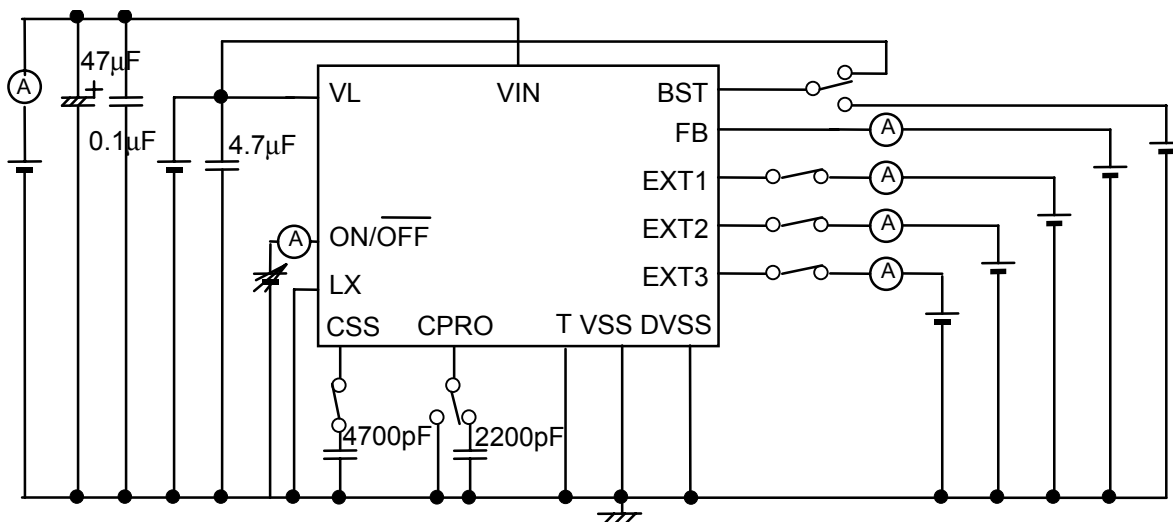 47μF
+
A
VL
VIN
BST
A
FB
0.1μF
4.7μF
A
EXT1
A
EXT2
A
ON/OFF
A
EXT3
LX
CSS
CPRO
T
VSS
DVSS
4700pF
2200pF